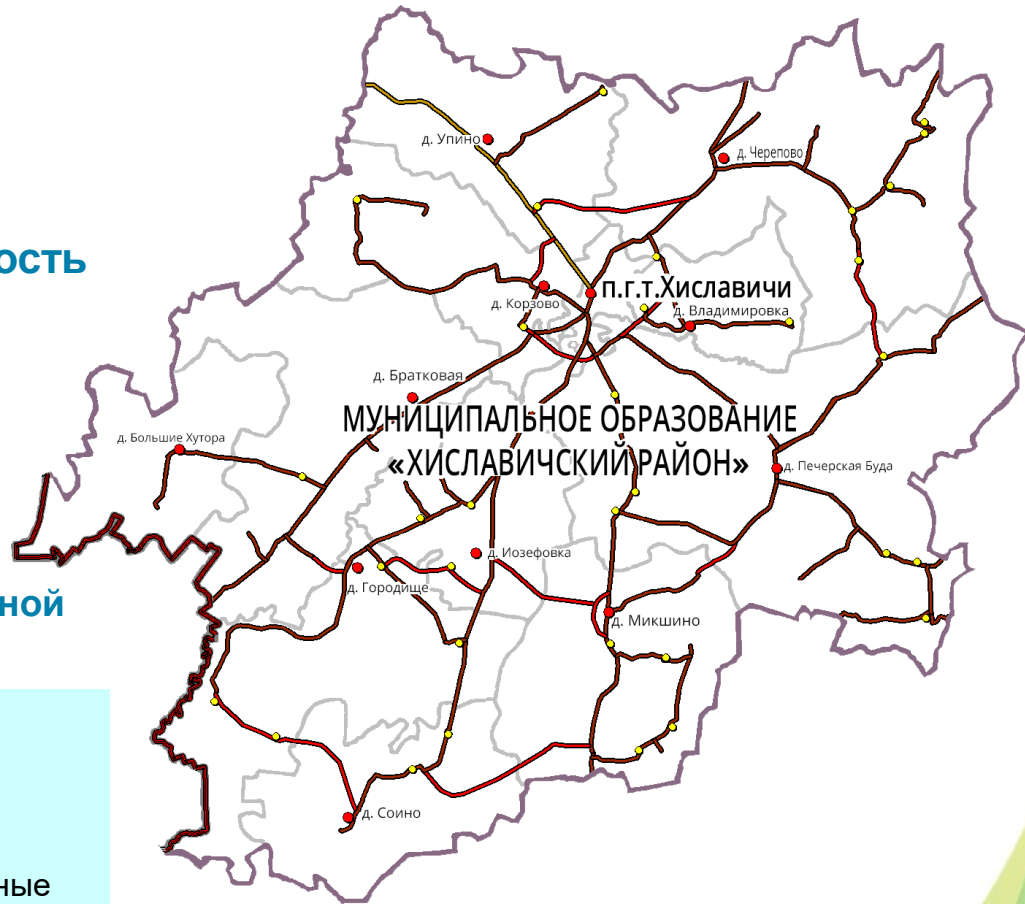 д. Упино
д. Черепово
ость
п.г.т.Хиславичи
д. Корзово
д. Владимировка
д. Братковая
МУНИЦИПАЛЬНОЕ ОБРАЗОВАНИЕ
«ХИСЛАВИЧСКИЙ РАЙОН»
д. Большие Хутора
д. Печерская Буда
д. Иозефовка
д. Городище
ной
д. Микшино
д. Соино
ные